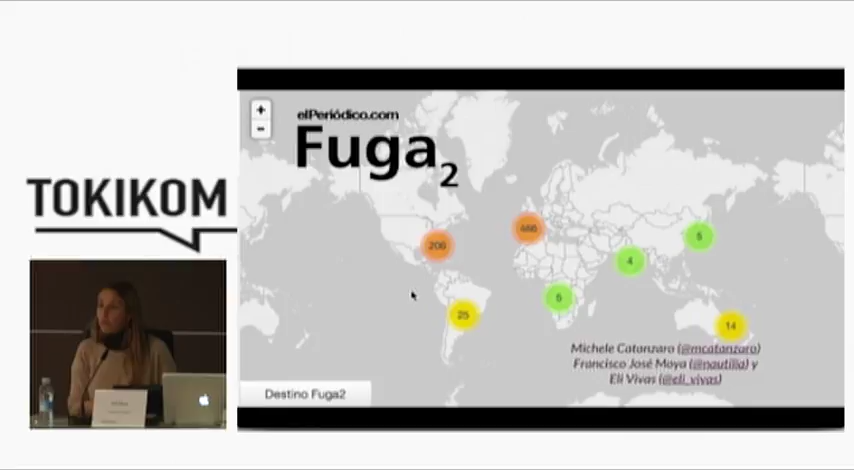 +
-
elPeriódico.com
Fuga2
TOKIKOM
206
466
5
4
6
25
14
Michele Catanzaro (@mcatanzaro)
Francisco José Moya (@nautilia) y
Eli Vivas (@eli_vivas)
Destino Fuga2